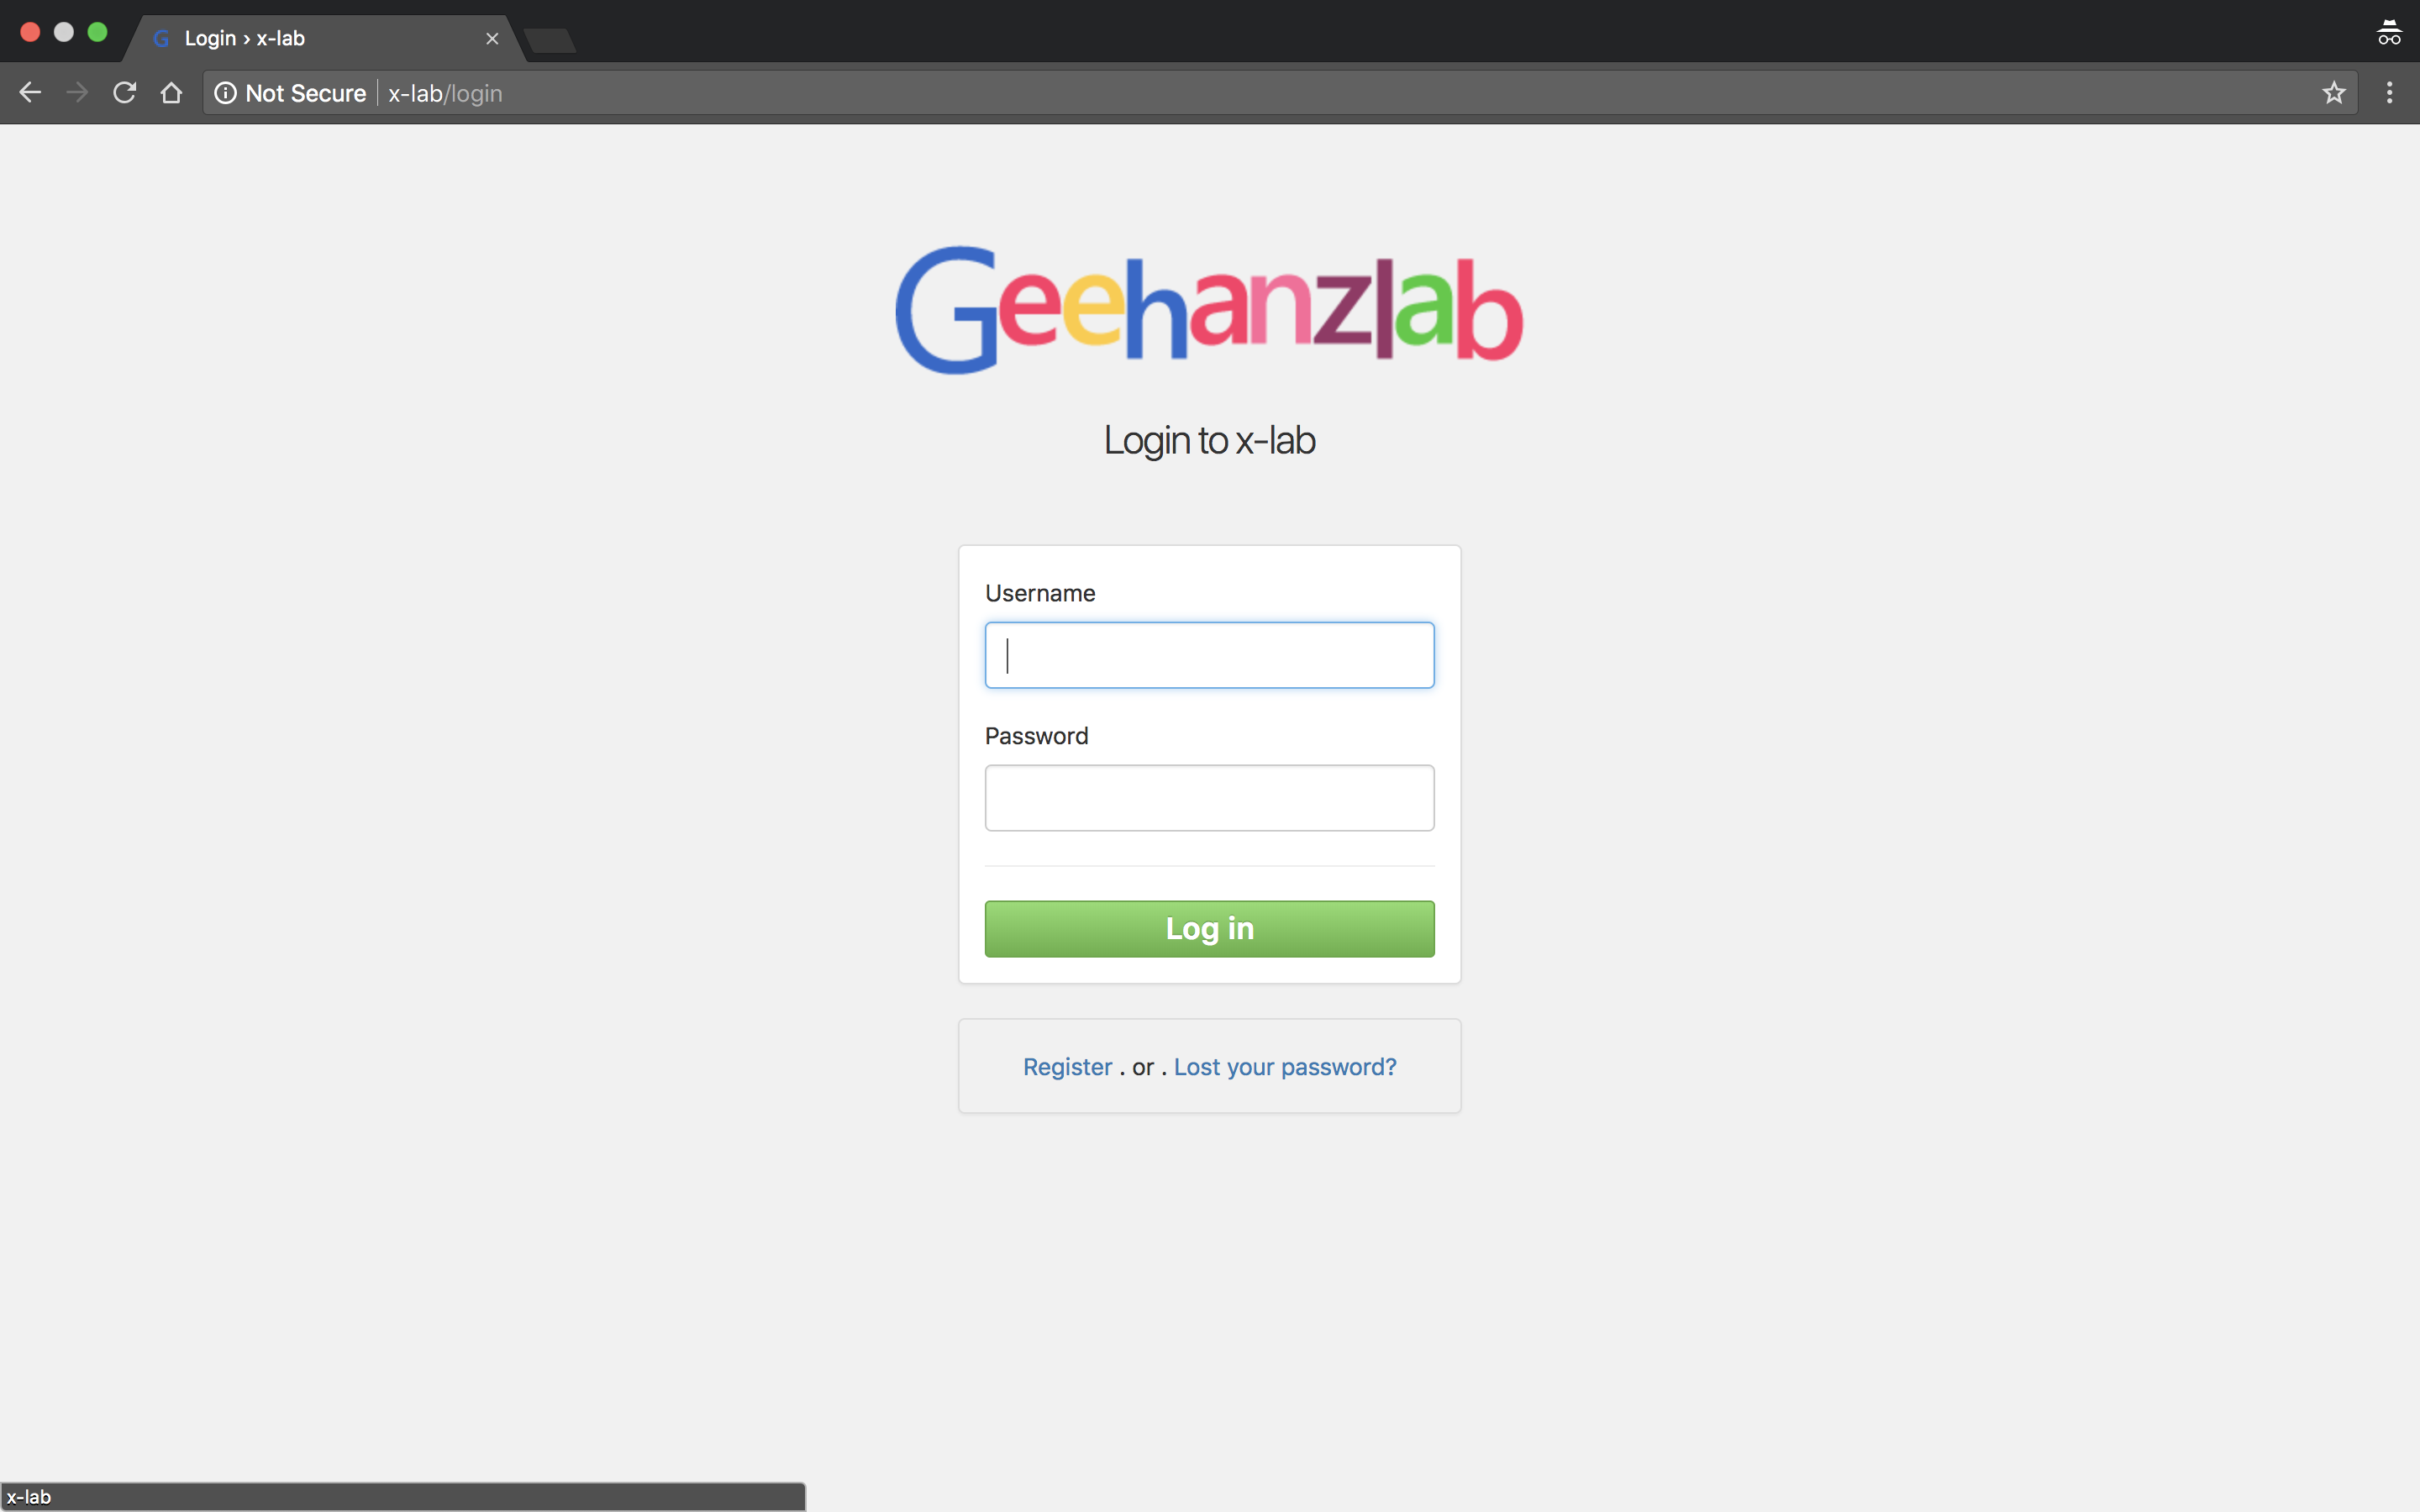 Login › x-lab
Not Secure x-lab/login
Geehanzlab
Login to x-lab
Username
Password
Log in
Register . or . Lost your password?
x-lab